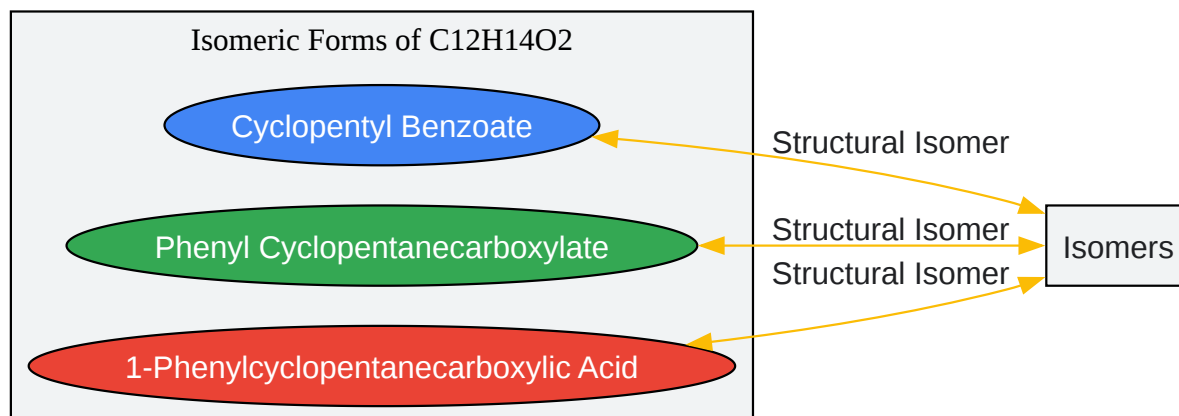 Isomeric Forms of C12H14O2
Cyclopentyl Benzoate
Structural Isomer
Phenyl Cyclopentanecarboxylate
Structural Isomer
Isomers
Structural Isomer
1-Phenylcyclopentanecarboxylic Acid